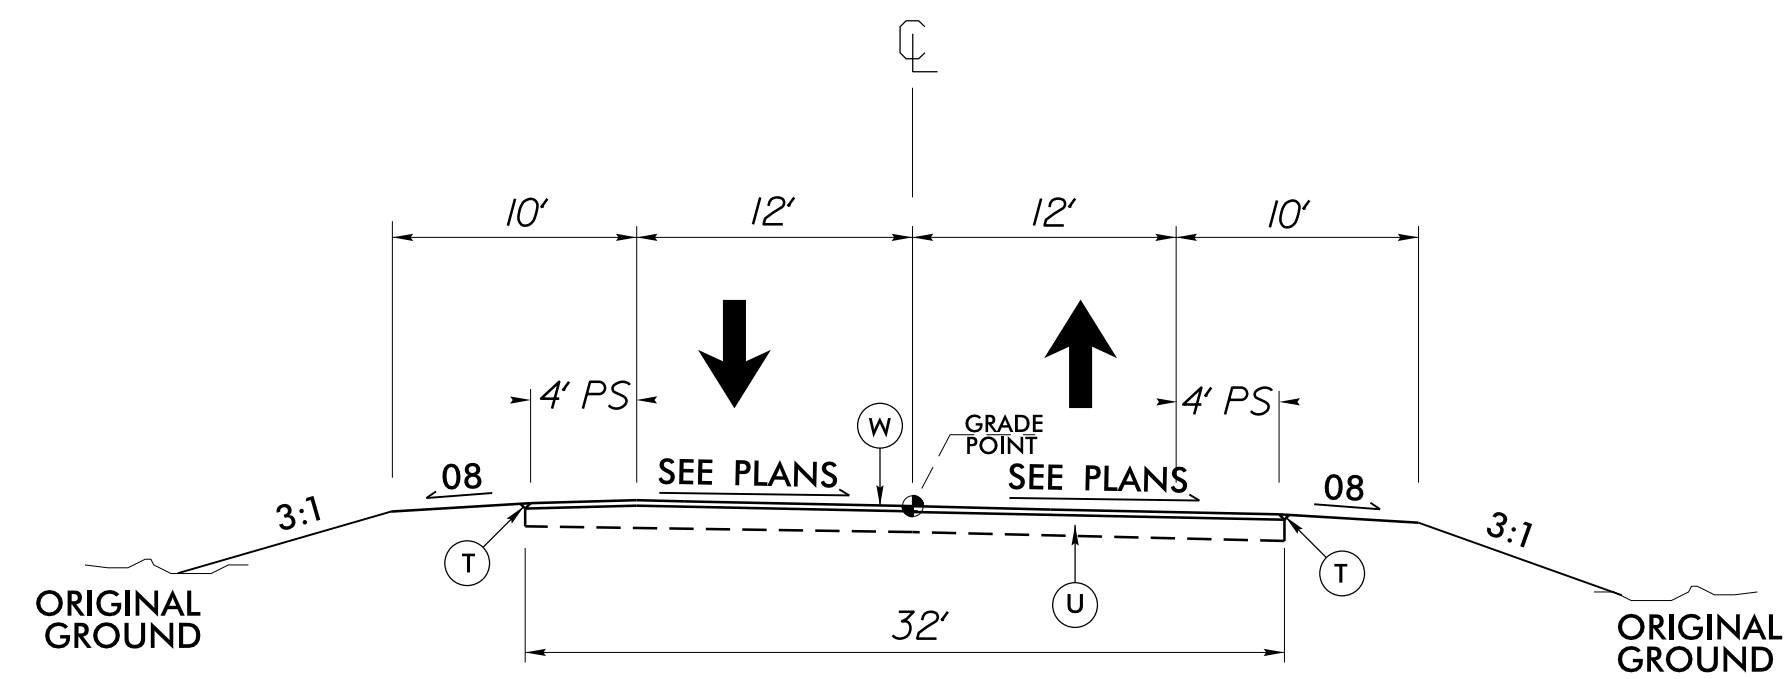 CL
10' 12' 12' 10'
4' PS 4' PS
W
GRADE
POINT
08 SEE PLANS SEE PLANS 08
3:1 3:1
T T
U
ORIGINAL
GROUND
32'
ORIGINAL
GROUND